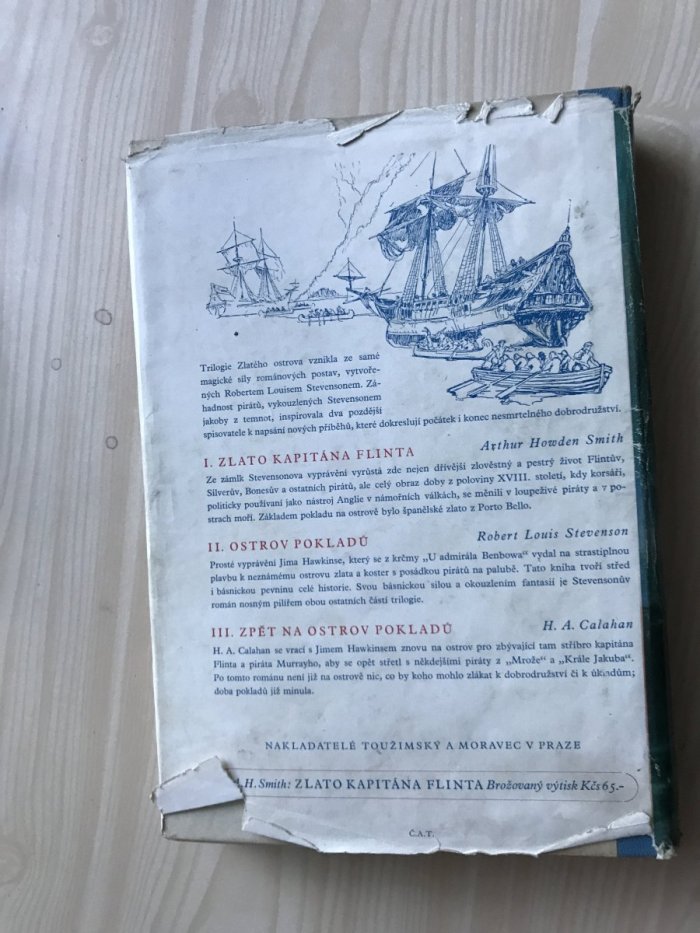 Trilogie Zlatého ostrova vznikla ze samé
magické síly románových postav, vytvoře-
ných Robertem Louisem Stevensonem. Zá-
hadnost pirátů, vykouzlených Stevensonem
jakoby z temnot, inspirovala dva pozdější
spisovatele k napsání nových příběhů, které dokreslují počátek i konec nesmrtelného dobrodružství.
I. ZLATO KAPITÁNA FLINTA Arthur Howden Smith
Ze zámlk Stevensonova vyprávění vyrůstá zde nejen dřívější zlověstný a pestrý život Flintův,
Silverův, Bonesův a ostatních pirátů, ale celý obraz doby z poloviny XVIII. století, kdy korsáři,
politicky používaní jako nástroj Anglie v námořních válkách, se měnili v loupeživé piráty a v po-
strach moří. Základem pokladu na ostrově bylo španělské zlato z Porto Bello.
II. OSTROV POKLADŮ Robert Louis Stevenson
Prosté vyprávění Jima Hawkinse, který se z krčmy „U admirála Benbowa“ vydal na strastiplnou
plavbu k neznámému ostrovu zlata a koster s posádkou pirátů na palubě. Tato kniha tvoří střed
i básnickou pevninu celé historie. Svou básnickou silou a okouzlením fantasií je Stevensonův
román nosným pilířem obou ostatních částí trilogie.
III. ZPĚT NA OSTROV POKLADŮ H. A. Calahan
H. A. Calahan se vrací s Jimem Hawkinsem znovu na ostrov pro zbývající tam stříbro kapitána
Flinta a piráta Murrayho, aby se opět střetl s někdejšími piráty z „Mrože“ a „Krále Jakuba“.
Po tomto románu není již na ostrově nic, co by koho mohlo zlákat k dobrodružství či k úkladům;
doba pokladů již minula.
NAKLADATELÉ TOUŽIMSKÝ A MORAVEC V PRAZE
H. Smith: ZLATO KAPITÁNA FLINTA Brožovaný výtisk Kčs 65.-
Č.A.T.